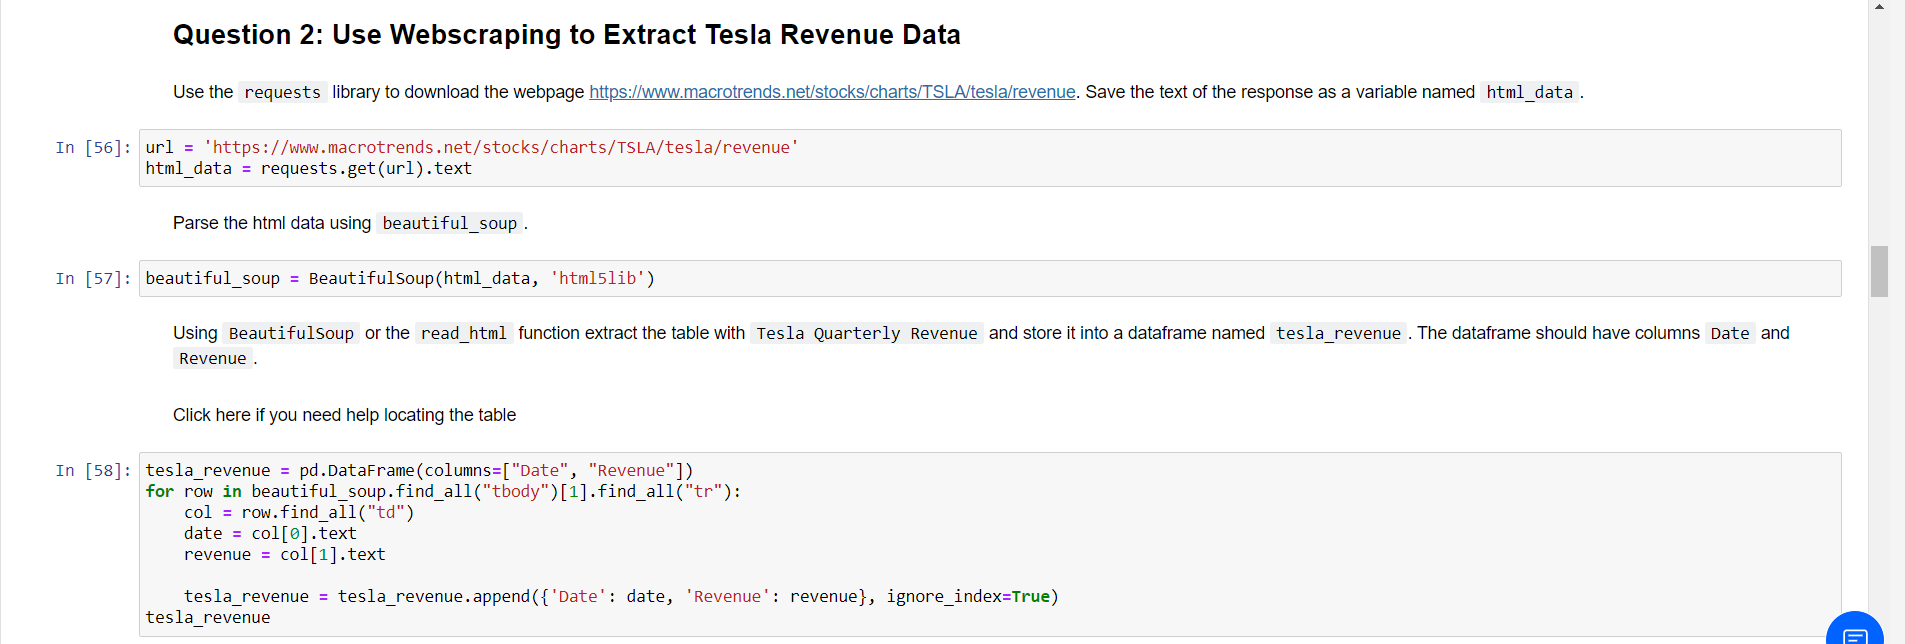 Question 2: Use Webscraping to Extract Tesla Revenue Data
Use the requests library to download the webpage https://www.macrotrends.net/stocks/charts/TSLA/tesla/revenue. Save the text of the response as a variable named html_data .
In [56]: url = 'https://www.macrotrends.net/stocks/charts/TSLA/tesla/revenue'
html_data = requests.get(url).text
Parse the html data using beautiful_soup .
In [57]: beautiful_soup = BeautifulSoup(html_data, 'html5lib')
Using BeautifulSoup or the read_html function extract the table with Tesla Quarterly Revenue and store it into a dataframe named tesla_revenue . The dataframe should have columns Date and
Revenue .
Click here if you need help locating the table
In [58]: tesla_revenue = pd.DataFrame(columns=["Date", "Revenue"])
for row in beautiful_soup.find_all("tbody")[1].find_all("tr"):
    col = row.find_all("td")
    date = col[0].text
    revenue = col[1].text
    tesla_revenue = tesla_revenue.append({'Date': date, 'Revenue': revenue}, ignore_index=True)
tesla_revenue